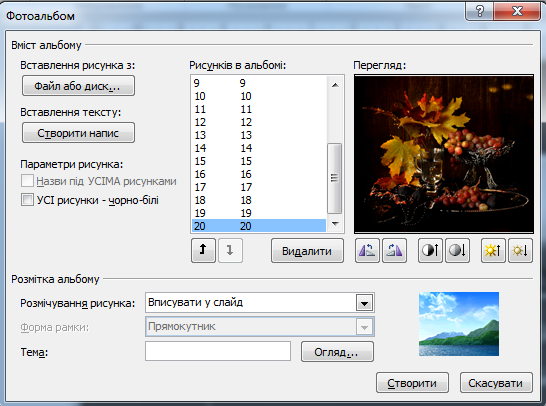 Фотоальбом
Вміст альбому
Вставлення рисунка з:
Файл або диск...
Вставлення тексту:
Створити напис
Параметри рисунка:
Назви під УСІМА рисунками
УСІ рисунки - чорно-білі
Рисунків в альбомі:
9 9
10 10
11 11
12 12
13 13
14 14
15 15
16 16
17 17
18 18
19 19
20 20
Видалити
Перегляд:
Розмітка альбому
Розмічування рисунка: Вписувати у слайд
Форма рамки: Прямокутник
Тема: Огляд...
Створити Скасувати